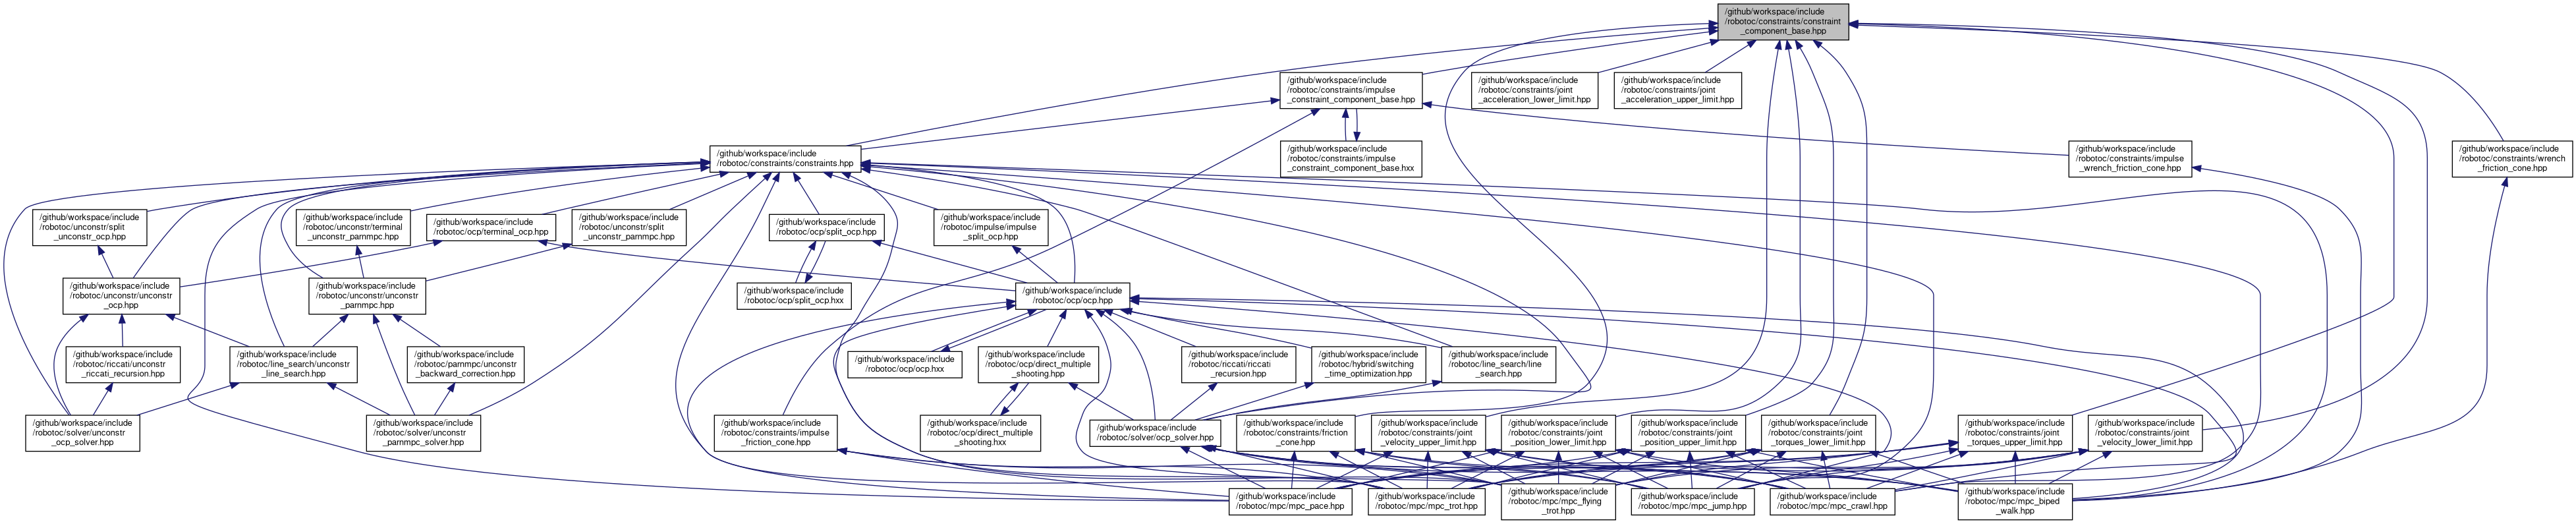 /github/workspace/include
/robotoc/constraints/constraint
_component_base.hpp
/github/workspace/include
/robotoc/constraints/impulse
_constraint_component_base.hpp
/github/workspace/include
/robotoc/constraints/joint
_acceleration_lower_limit.hpp
/github/workspace/include
/robotoc/constraints/joint
_acceleration_upper_limit.hpp
/github/workspace/include
/robotoc/constraints/constraints.hpp
/github/workspace/include
/robotoc/constraints/impulse
_constraint_component_base.hxx
/github/workspace/include
/robotoc/constraints/impulse
_wrench_friction_cone.hpp
/github/workspace/include
/robotoc/constraints/wrench
_friction_cone.hpp
/github/workspace/include
/robotoc/unconstr/split
_unconstr_ocp.hpp
/github/workspace/include
/robotoc/unconstr/terminal
_unconstr_parnmpc.hpp
/github/workspace/include
/robotoc/ocp/terminal_ocp.hpp
/github/workspace/include
/robotoc/unconstr/split
_unconstr_parnmpc.hpp
/github/workspace/include
/robotoc/ocp/split_ocp.hpp
/github/workspace/include
/robotoc/impulse/impulse
_split_ocp.hpp
/github/workspace/include
/robotoc/unconstr/unconstr
_ocp.hpp
/github/workspace/include
/robotoc/unconstr/unconstr
_parnmpc.hpp
/github/workspace/include
/robotoc/ocp/split_ocp.hxx
/github/workspace/include
/robotoc/ocp/ocp.hpp
/github/workspace/include
/robotoc/riccati/unconstr
_riccati_recursion.hpp
/github/workspace/include
/robotoc/line_search/unconstr
_line_search.hpp
/github/workspace/include
/robotoc/parnmpc/unconstr
_backward_correction.hpp
/github/workspace/include
/robotoc/ocp/ocp.hxx
/github/workspace/include
/robotoc/ocp/direct_multiple
_shooting.hpp
/github/workspace/include
/robotoc/riccati/riccati
_recursion.hpp
/github/workspace/include
/robotoc/hybrid/switching
_time_optimization.hpp
/github/workspace/include
/robotoc/line_search/line
_search.hpp
/github/workspace/include
/robotoc/solver/unconstr
_ocp_solver.hpp
/github/workspace/include
/robotoc/solver/unconstr
_parnmpc_solver.hpp
/github/workspace/include
/robotoc/constraints/impulse
_friction_cone.hpp
/github/workspace/include
/robotoc/ocp/direct_multiple
_shooting.hxx
/github/workspace/include
/robotoc/solver/ocp_solver.hpp
/github/workspace/include
/robotoc/constraints/friction
_cone.hpp
/github/workspace/include
/robotoc/constraints/joint
_velocity_upper_limit.hpp
/github/workspace/include
/robotoc/constraints/joint
_position_lower_limit.hpp
/github/workspace/include
/robotoc/constraints/joint
_position_upper_limit.hpp
/github/workspace/include
/robotoc/constraints/joint
_torques_lower_limit.hpp
/github/workspace/include
/robotoc/constraints/joint
_torques_upper_limit.hpp
/github/workspace/include
/robotoc/constraints/joint
_velocity_lower_limit.hpp
/github/workspace/include
/robotoc/mpc/mpc_pace.hpp
/github/workspace/include
/robotoc/mpc/mpc_trot.hpp
/github/workspace/include
/robotoc/mpc/mpc_flying
_trot.hpp
/github/workspace/include
/robotoc/mpc/mpc_jump.hpp
/github/workspace/include
/robotoc/mpc/mpc_crawl.hpp
/github/workspace/include
/robotoc/mpc/mpc_biped
_walk.hpp